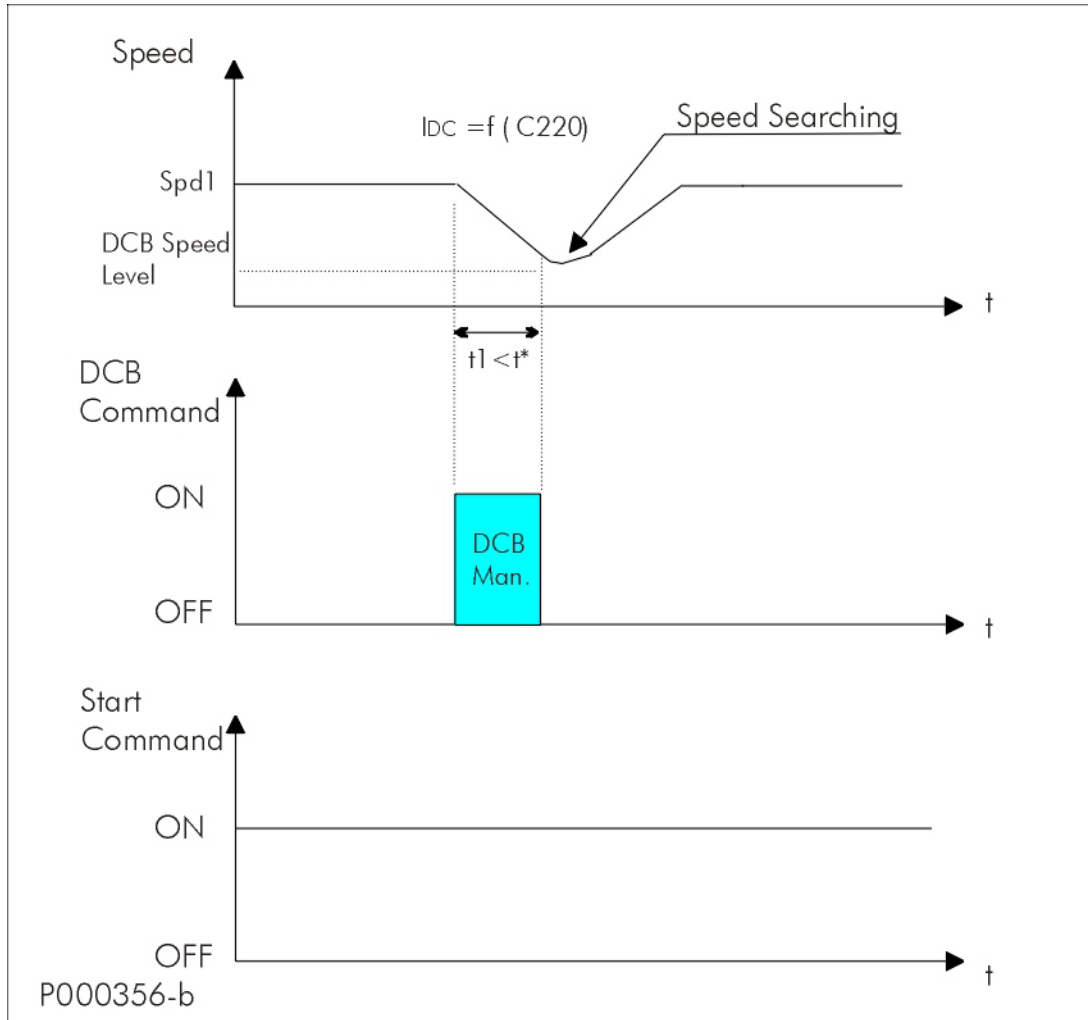 Speed
IDC =f ( C220)
Speed Searching
Spd1
DCB Speed
Level
t
t1 <t*
DCB
Command
ON
DCB
Man.
OFF
t
Start
Command
ON
OFF
t
P000356-b